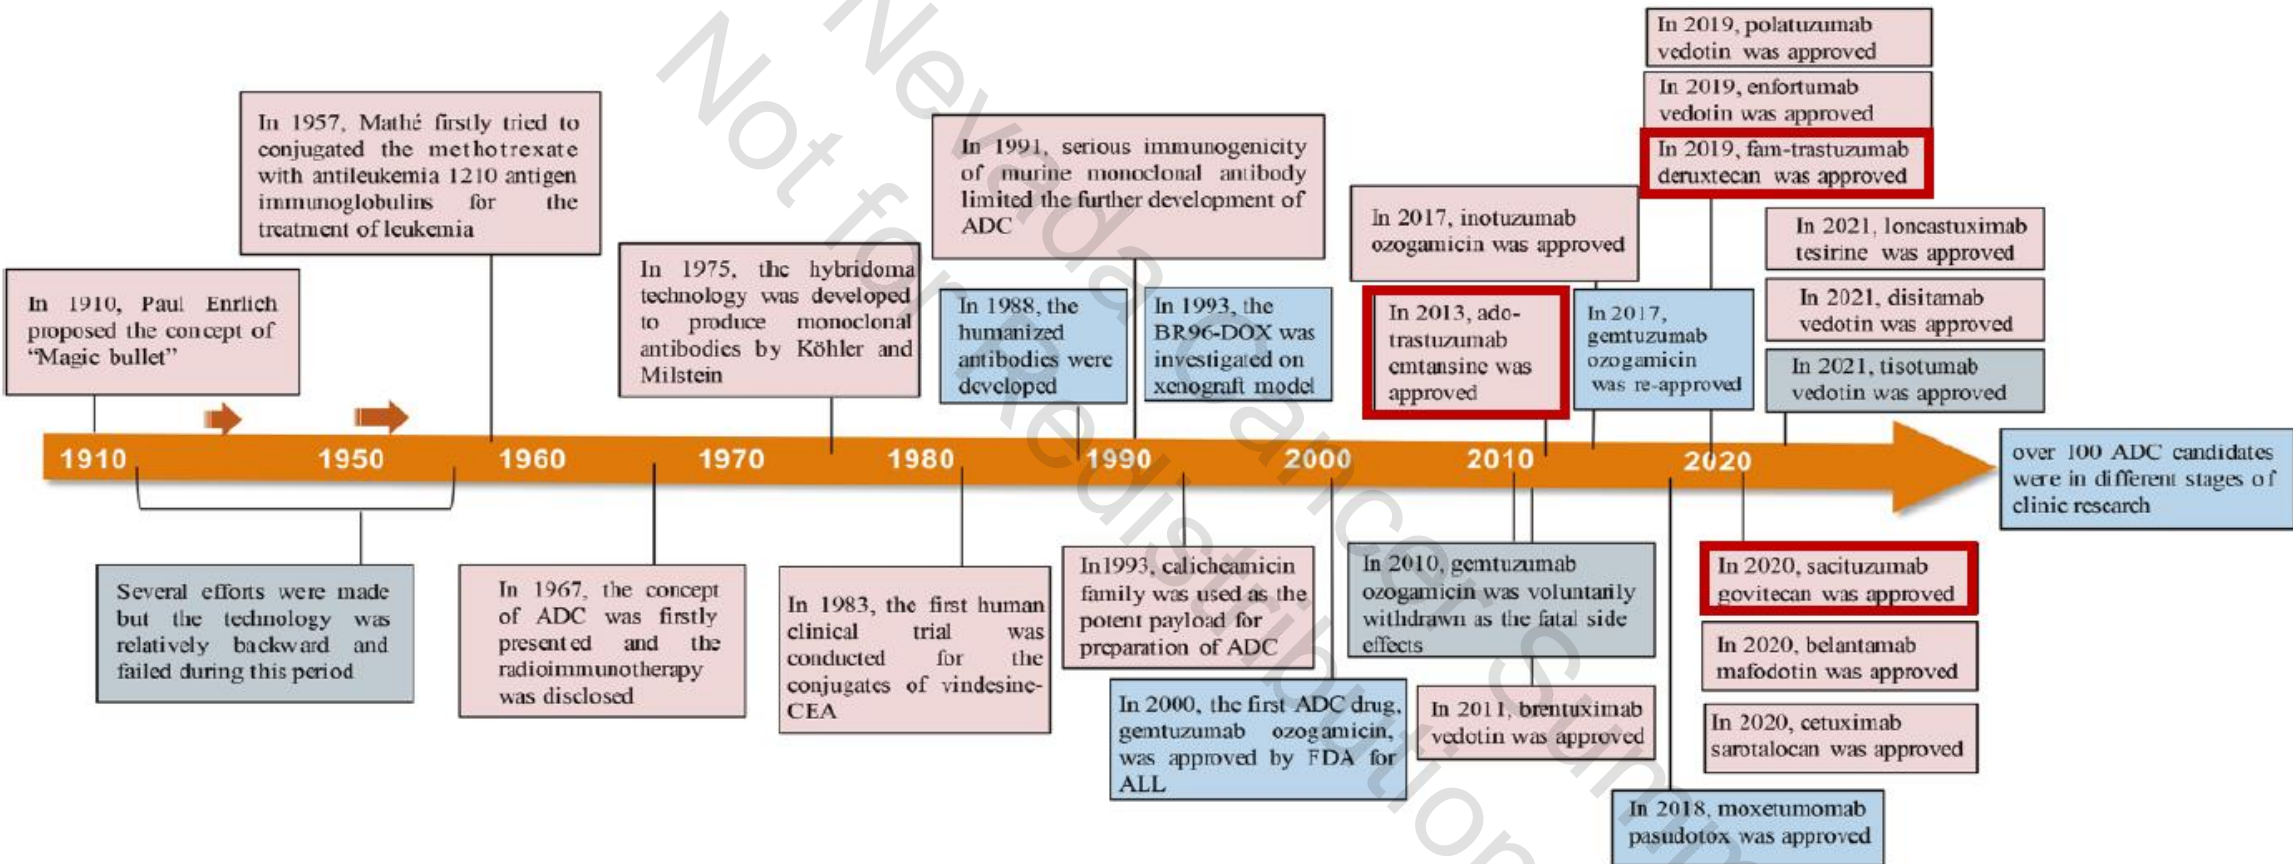 In 2019, polatuzumab
vedotin was approved
In 2019, enfortumab
vedotin was approved
In 2019, fam-trastuzumab
deruxtecan was approved
In 1957, Mathé firstly tried to
conjugated the methotrexate
with antileukemia 1210 antigen
immunoglobulins for the
treatment of leukemia
In 1991, serious immunogenicity
of murine monoclonal antibody
limited the further development of
ADC
In 2017, inotuzumab
ozogamicin was approved
In 2021, loncastuximab
tesirine was approved
In 1910, Paul Enrlich
proposed the concept of
“Magic bullet”
In 1975, the hybridoma
technology was developed
to produce monoclonal
antibodies by Köhler and
Milstein
In 1988, the
humanized
antibodies were
developed
In 1993, the
BR96-DOX was
investigated on
xenograft model
In 2013, ado-
trastuzumab
emtansine was
approved
In 2017,
gemtuzumab
ozogamicin
was re-approved
In 2021, disitamab
vedotin was approved
In 2021, tisotumab
vedotin was approved
1910 1950 1960 1970 1980 1990 2000 2010 2020
over 100 ADC candidates
were in different stages of
clinic research
Several efforts were made
but the technology was
relatively backward and
failed during this period
In 1967, the concept
of ADC was firstly
presented and the
radioimmunotherapy
was disclosed
In 1983, the first human
clinical trial was
conducted for the
conjugates of vindesine-
CEA
In1993, calicheamicin
family was used as the
potent payload for
preparation of ADC
In 2000, the first ADC drug,
gemtuzumab ozogamicin,
was approved by FDA for
ALL
In 2010, gemtuzumab
ozogamicin was voluntarily
withdrawn as the fatal side
effects
In 2011, brentuximab
vedotin was approved
In 2020, sacituzumab
govitecan was approved
In 2020, belantamab
mafodotin was approved
In 2020, cetuximab
sarotalocan was approved
In 2018, moxetumomab
pasudotox was approved
Nevada Cancer Summ
Not for Redistribution